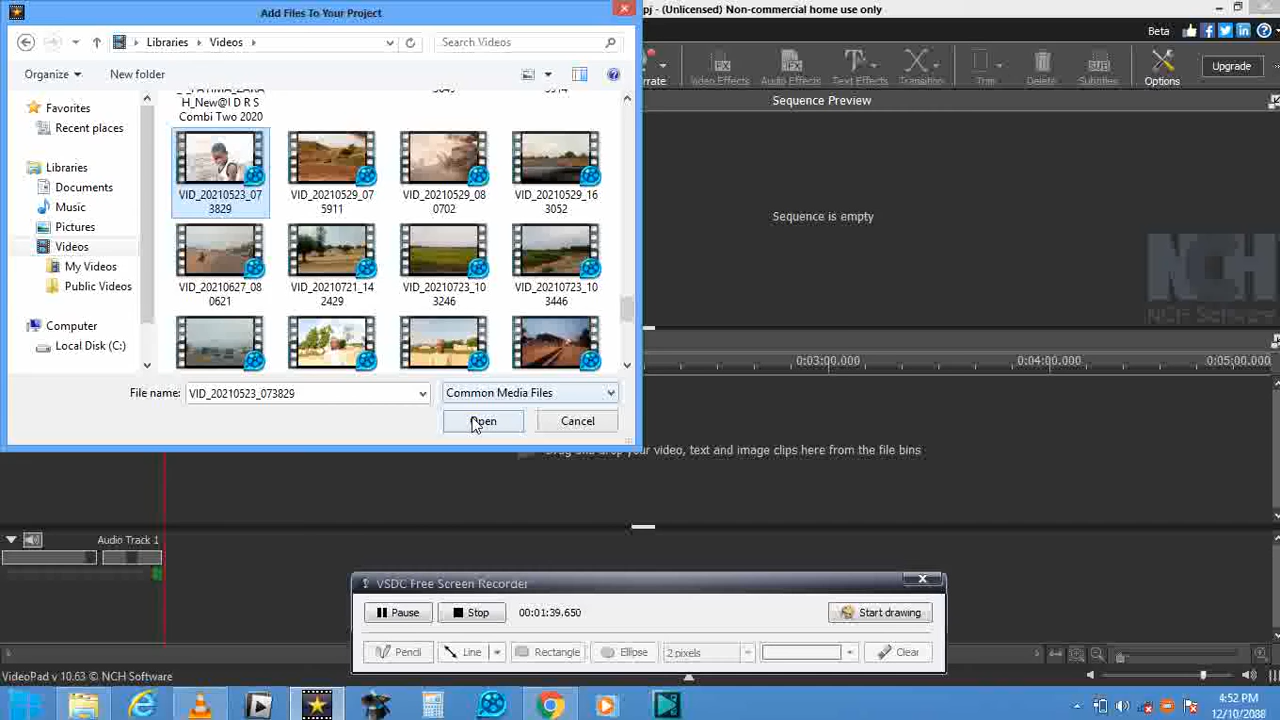 Add Files To Your Project
pj - (Unlicensed) Non-commercial home use only
Libraries Videos
Search Videos
Beta
Organize
New folder
Video Effects
Audio Effects
Text Effects
Transition
Trim
Delete
Subtitles
Options
Upgrade
Favorites
Recent places
Libraries
Documents
Music
Pictures
Videos
My Videos
Public Videos
Computer
Local Disk (C:)
H_New@I D R S
Combi Two 2020
VID_20210523_07
3829
VID_20210529_07
5911
VID_20210529_08
0702
VID_20210529_16
3052
VID_20210627_08
0621
VID_20210721_14
2429
VID_20210723_10
3246
VID_20210723_10
3446
File name:
VID_20210523_073829
Common Media Files
Open
Cancel
Sequence Preview
Sequence is empty
NCH
0:03:00.000
0:04:00.000
0:05:00.000
your video, text and image clips here from the file bins
Audio Track 1
VSDC Free Screen Recorder
Pause
Stop
00:01:39.650
Start drawing
Pencil
Line
Rectangle
Ellipse
2 pixels
Clear
VideoPad v 10.63 © NCH Software
4:52 PM
12/10/2088